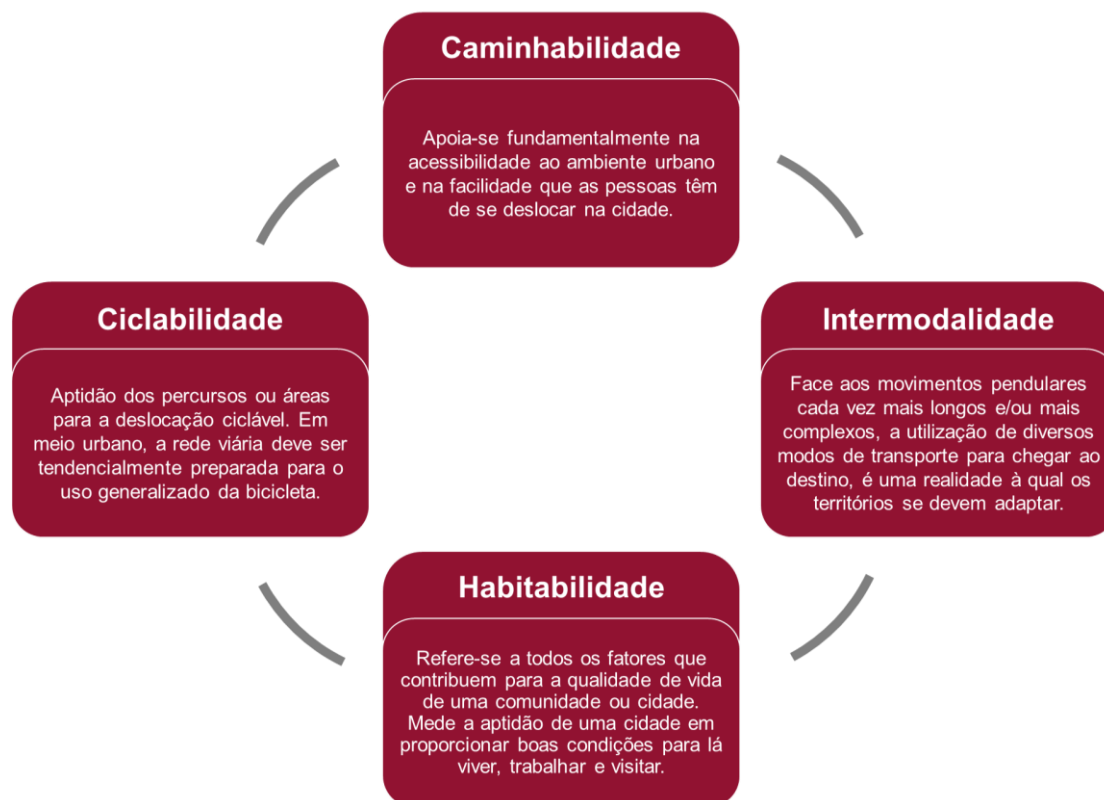 Caminhabilidade
Apoia-se fundamentalmente na
acessibilidade ao ambiente urbano
e na facilidade que as pessoas têm
de se deslocar na cidade.
Ciclabilidade
Aptidão dos percursos ou áreas
para a deslocação ciclável. Em
meio urbano, a rede viária deve ser
tendencialmente preparada para o
uso generalizado da bicicleta.
Intermodalidade
Face aos movimentos pendulares
cada vez mais longos e/ou mais
complexos, a utilização de diversos
modos de transporte para chegar ao
destino, é uma realidade à qual os
territórios se devem adaptar.
Habitabilidade
Refere-se a todos os fatores que
contribuem para a qualidade de vida
de uma comunidade ou cidade.
Mede a aptidão de uma cidade em
proporcionar boas condições para lá
viver, trabalhar e visitar.